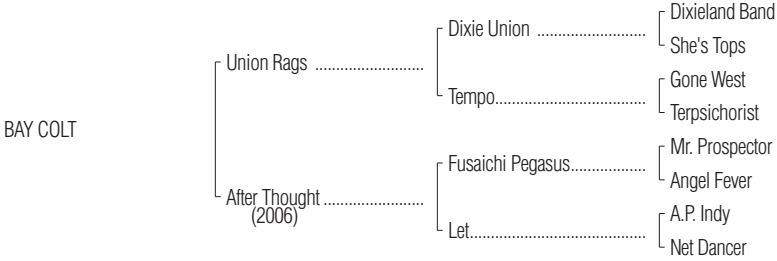 Dixieland Band
Dixie Union ..........................
She's Tops
Union Rags ..........................
Gone West
Tempo....................................
Terpsichorist
BAY COLT
Mr. Prospector
Fusaichi Pegasus..................
Angel Fever
After Thought ........................
(2006)
A.P. Indy
Let..........................................
Net Dancer